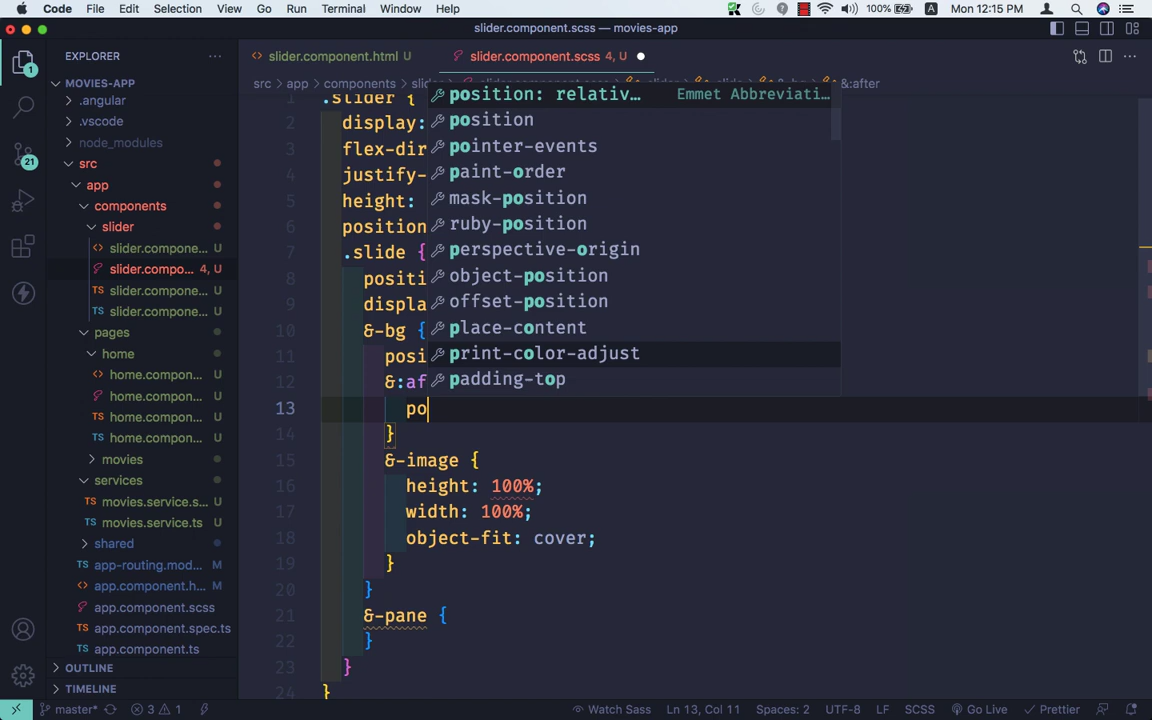 Code File Edit Selection View Go Run Terminal Window Help 100% A Mon 12:15 PM
slider.component.scss — movies-app
EXPLORER ...
slider.component.html U
slider.component.scss 4, U
src > app > components > slid
&:after
MOVIES-APP
.angular
.vscode
node_modules
src
app
components
slider
slider.compone... U
slider.compo... 4, U
slider.compone... U
slider.compone... U
pages
home
home.compon... U
home.compon... U
home.compon... U
home.compon... U
movies
services
movies.service.s... U
movies.service.ts U
shared
app-routing.mod... M
app.component.h... M
app.component.scss
app.component.spec.ts
app.component.ts
OUTLINE
TIMELINE
1
21
1 .slider {
2 display:
3 flex-dir
4 justify-
5 height:
6 position
7 .slide {
8 positi
9 displa
10 &-bg {
11 posi
12 &:af
13 po
14 }
15 &-image {
16 height: 100%;
17 width: 100%;
18 object-fit: cover;
19 }
20 }
21 &-pane {
22 }
23 }
24 }
position: relativ... Emmet Abbreviati...
position
pointer-events
paint-order
mask-position
ruby-position
perspective-origin
object-position
offset-position
place-content
print-color-adjust
padding-top
master* 3 1 Watch Sass Ln 13, Col 11 Spaces: 2 UTF-8 LF SCSS Go Live Prettier